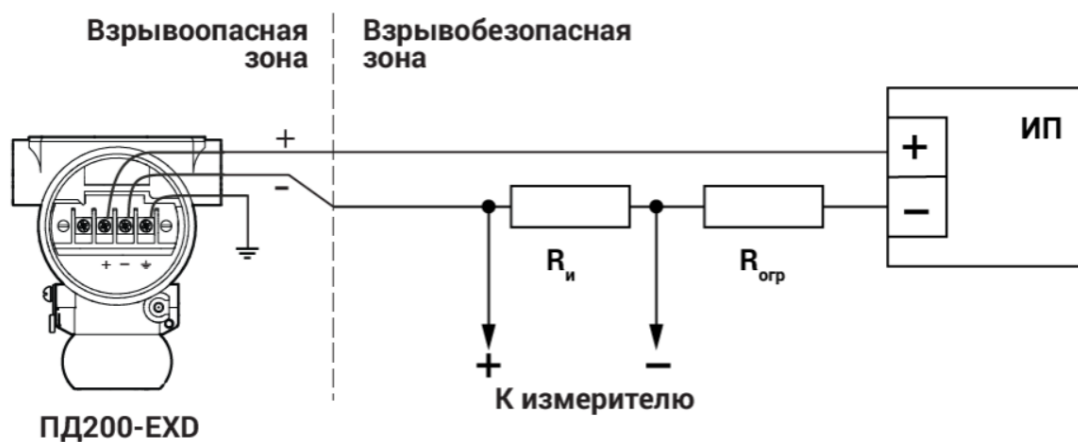 Взрывоопасная
зона
Взрывобезопасная
зона
ИП
+
+
−
−
+ −
Rи
Rогр
+
−
К измерителю
ПД200-EXD